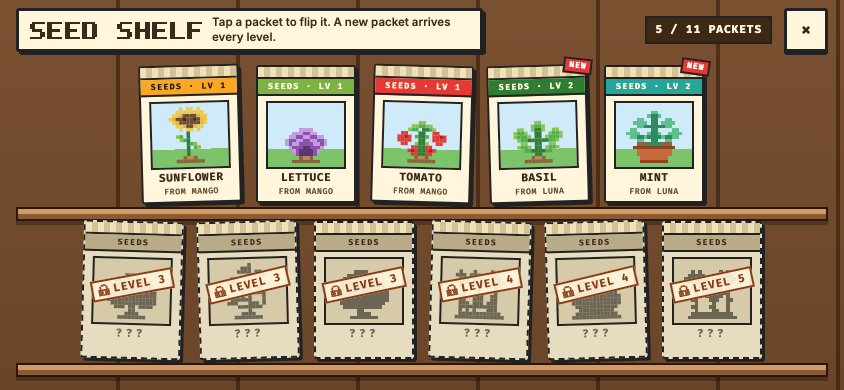 SEED SHELF
Tap a packet to flip it. A new packet arrives
every level.
5 / 11 PACKETS
×
SEEDS · LV 1
SUNFLOWER
FROM MANGO
SEEDS · LV 1
LETTUCE
FROM MANGO
SEEDS · LV 1
TOMATO
FROM MANGO
NEW
SEEDS · LV 2
BASIL
FROM LUNA
NEW
SEEDS · LV 2
MINT
FROM LUNA
SEEDS
LEVEL 3
???
SEEDS
LEVEL 3
???
SEEDS
LEVEL 3
???
SEEDS
LEVEL 4
???
SEEDS
LEVEL 4
???
SEEDS
LEVEL 5
???